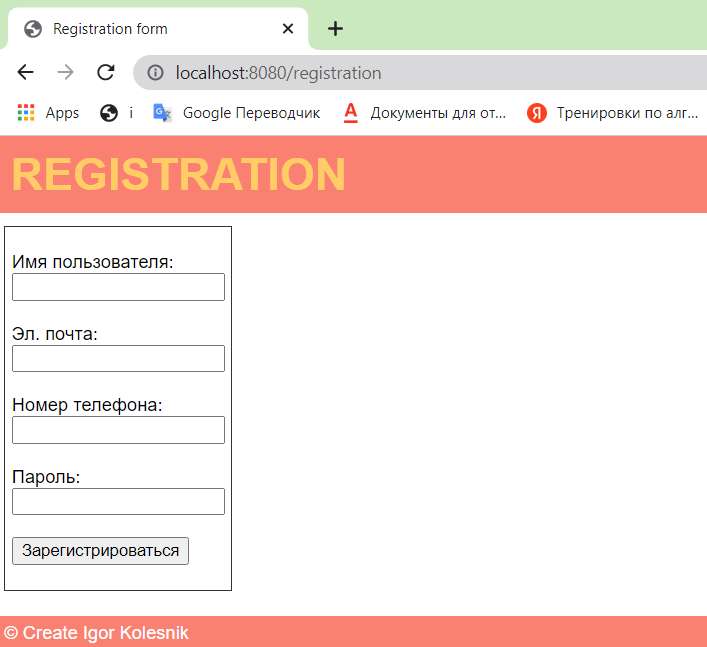 Registration form
localhost:8080/registration
Apps i Google Переводчик Документы для от... Тренировки по алг...
REGISTRATION
Имя пользователя:
Эл. почта:
Номер телефона:
Пароль:
Зарегистрироваться
© Create Igor Kolesnik